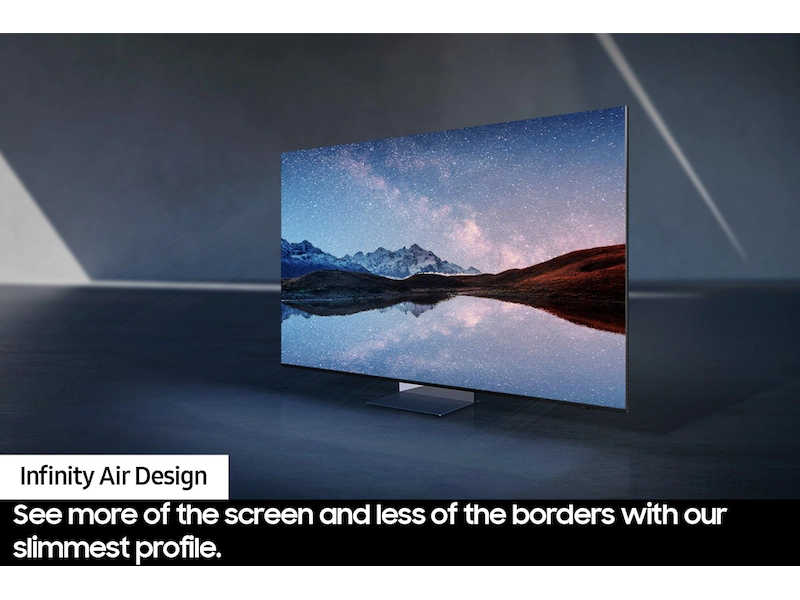 Infinity Air Design
See more of the screen and less of the borders with our
slimmest profile.